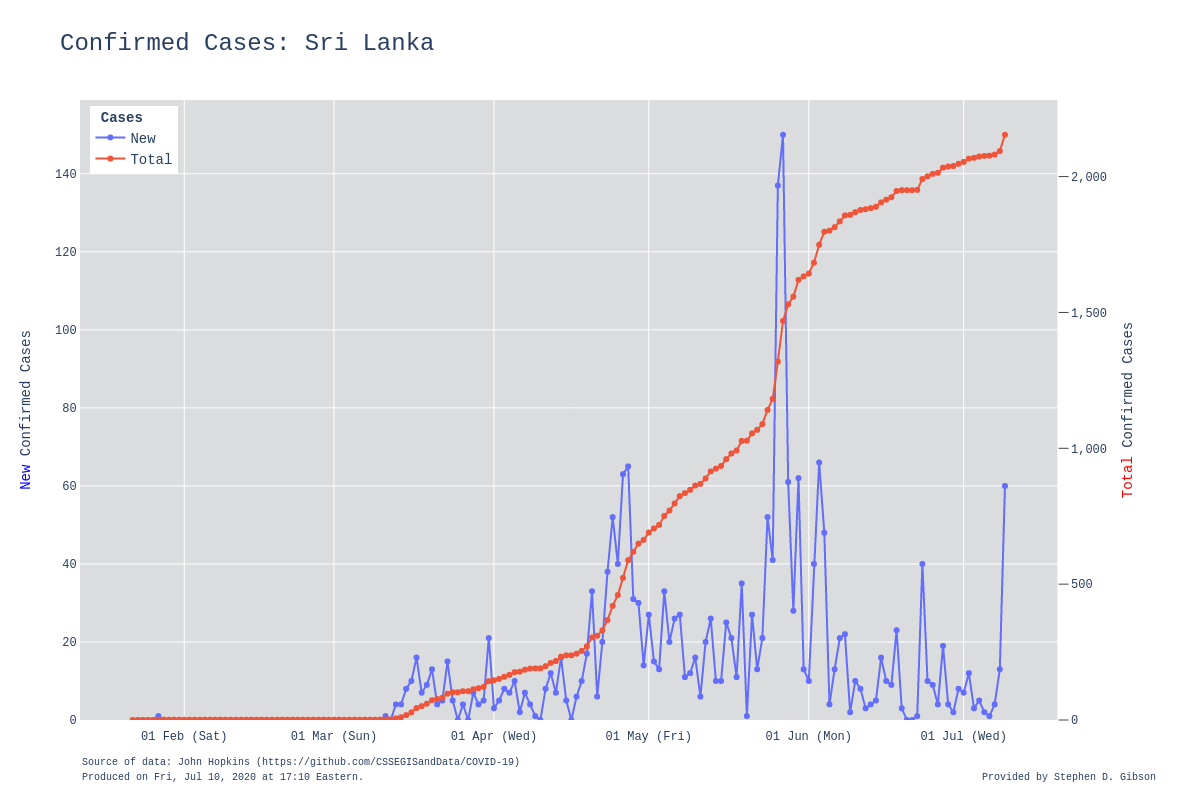 Confirmed Cases: Sri Lanka
Cases
New
Total
140
120
100
80
60
40
20
0
2,000
1,500
1,000
500
0
New Confirmed Cases
Total Confirmed Cases
01 Feb (Sat) 01 Mar (Sun) 01 Apr (Wed) 01 May (Fri) 01 Jun (Mon) 01 Jul (Wed)
Source of data: John Hopkins (https://github.com/CSSEGISandData/COVID-19)
Produced on Fri, Jul 10, 2020 at 17:10 Eastern.
Provided by Stephen D. Gibson